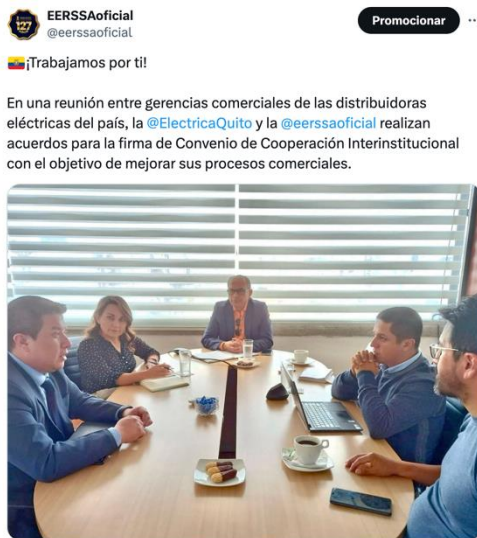 EERSSAoficial
@eerssaoficial
Promocionar
127
¡Trabajamos por ti!
En una reunión entre gerencias comerciales de las distribuidoras
eléctricas del país, la @ElectricaQuito y la @eerssaoficial realizan
acuerdos para la firma de Convenio de Cooperación Interinstitucional
con el objetivo de mejorar sus procesos comerciales.